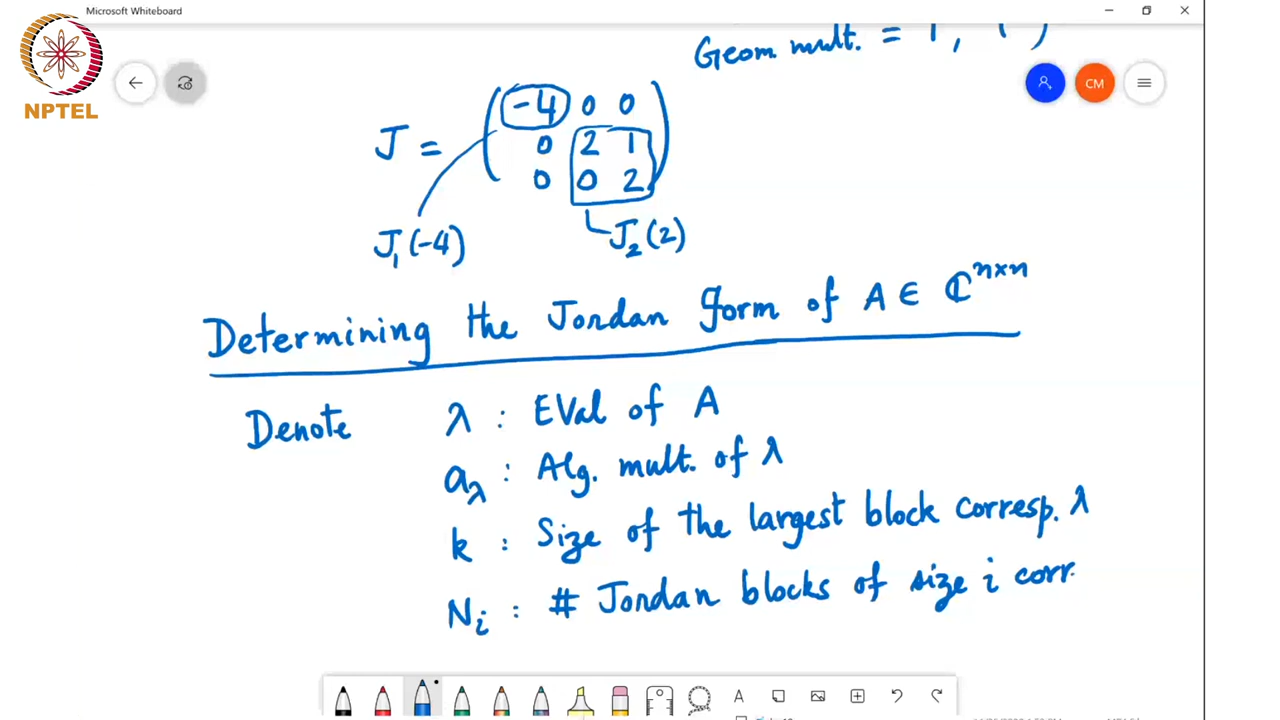 Microsoft Whiteboard
NPTEL
Geom mult. = 1,
CM
J = ( -4 0 0
0 2 1
0 0 2 )
J₁(-4)
J₂(2)
Determining the Jordan form of A ∈ ℂⁿˣⁿ
Denote λ : EVal of A
a_λ : Alg. mult. of λ
k : Size of the largest block corresp. λ
Nᵢ : # Jordan blocks of size i corr.
A